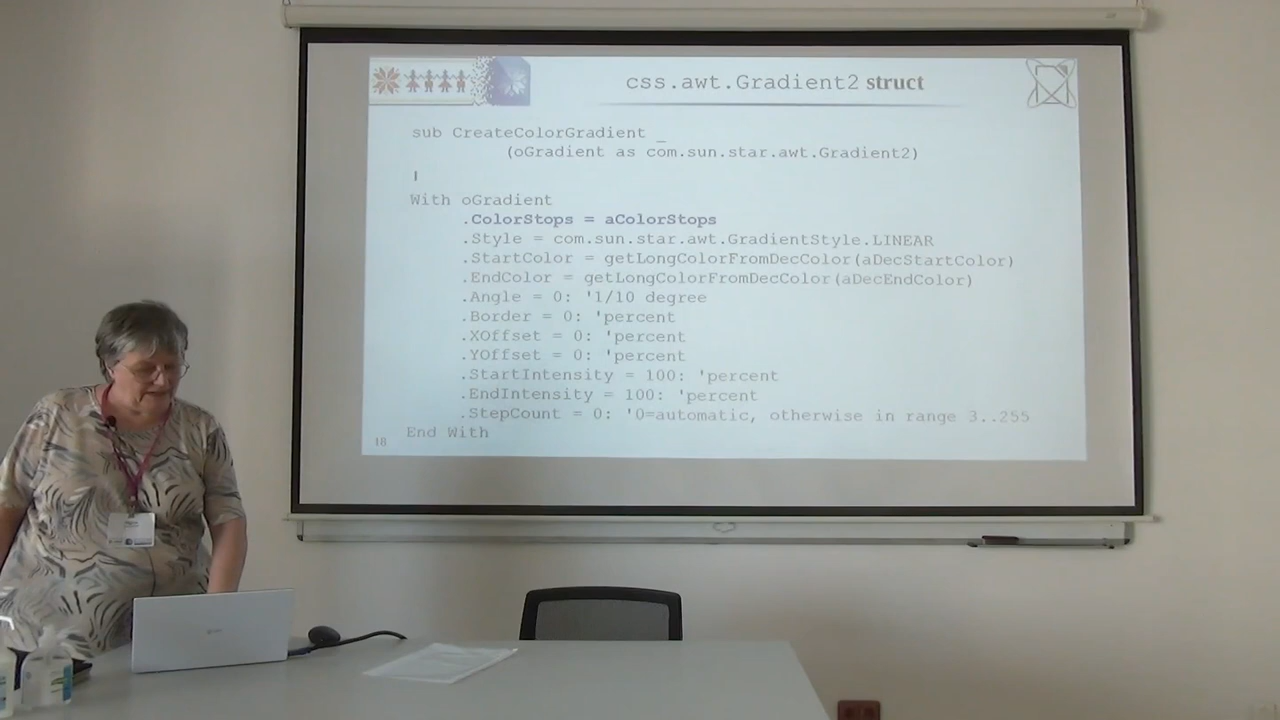 css.awt.Gradient2 struct
sub CreateColorGradient _
(oGradient as com.sun.star.awt.Gradient2)
With oGradient
.ColorStops = aColorStops
.Style = com.sun.star.awt.GradientStyle.LINEAR
.StartColor = getLongColorFromDecColor(aDecStartColor)
.EndColor = getLongColorFromDecColor(aDecEndColor)
.Angle = 0: '1/10 degree
.Border = 0: 'percent
.XOffset = 0: 'percent
.YOffset = 0: 'percent
.StartIntensity = 100: 'percent
.EndIntensity = 100: 'percent
.StepCount = 0: '0=automatic, otherwise in range 3..255
End With
18